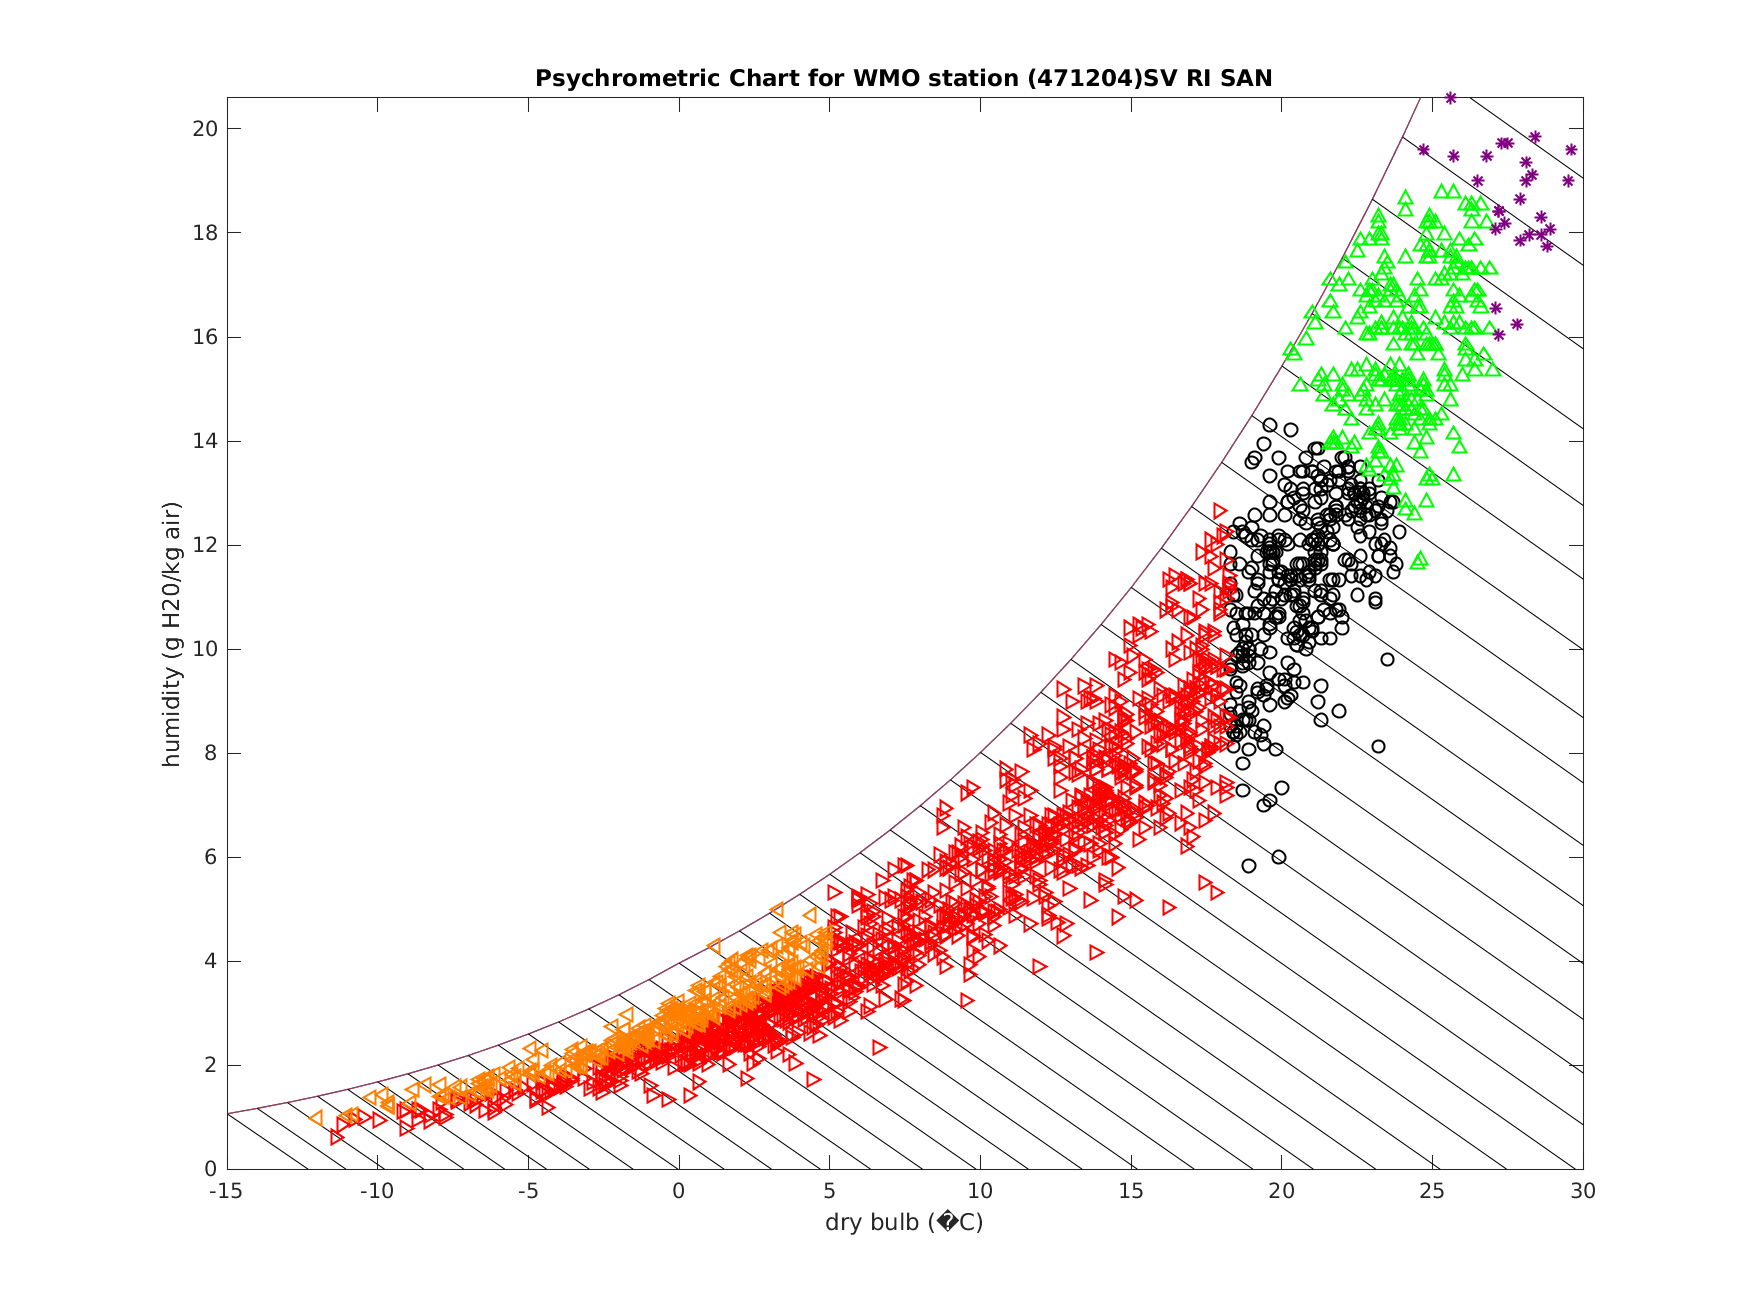 Psychrometric Chart for WMO station (471204)SV RI SAN
humidity (g H20/kg air)
20
18
16
14
12
10
8
6
4
2
0
-15 -10 -5 0 5 10 15 20 25 30
dry bulb (�C)